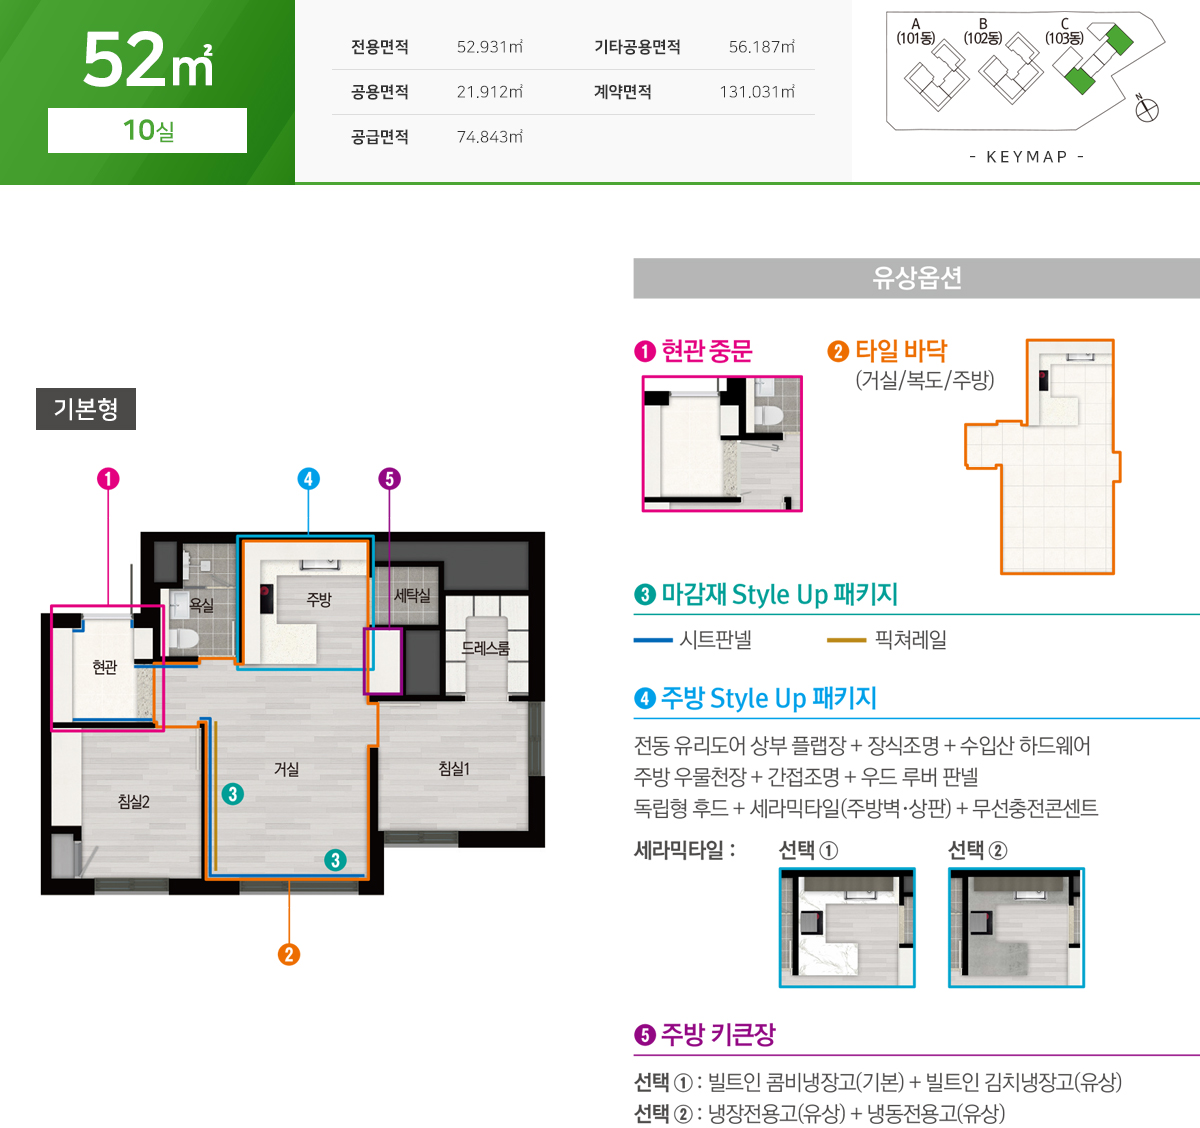 52㎡
10실
전용면적 52.931㎡ 기타공용면적 56.187㎡
공용면적 21.912㎡ 계약면적 131.031㎡
공급면적 74.843㎡
A
(101동)
B
(102동)
C
(103동)
N
- KEYMAP -
기본형
1
4
5
욕실
주방
세탁실
드레스룸
현관
거실
침실1
침실2
3
3
2
유상옵션
1 현관 중문
2 타일 바닥
(거실/복도/주방)
3 마감재 Style Up 패키지
시트판넬
픽쳐레일
4 주방 Style Up 패키지
전동 유리도어 상부 플랩장 + 장식조명 + 수입산 하드웨어
주방 우물천장 + 간접조명 + 우드 루버 판넬
독립형 후드 + 세라믹타일(주방벽·상판) + 무선충전콘센트
세라믹타일 : 선택 ① 선택 ②
5 주방 키큰장
선택 ① : 빌트인 콤비냉장고(기본) + 빌트인 김치냉장고(유상)
선택 ② : 냉장전용고(유상) + 냉동전용고(유상)